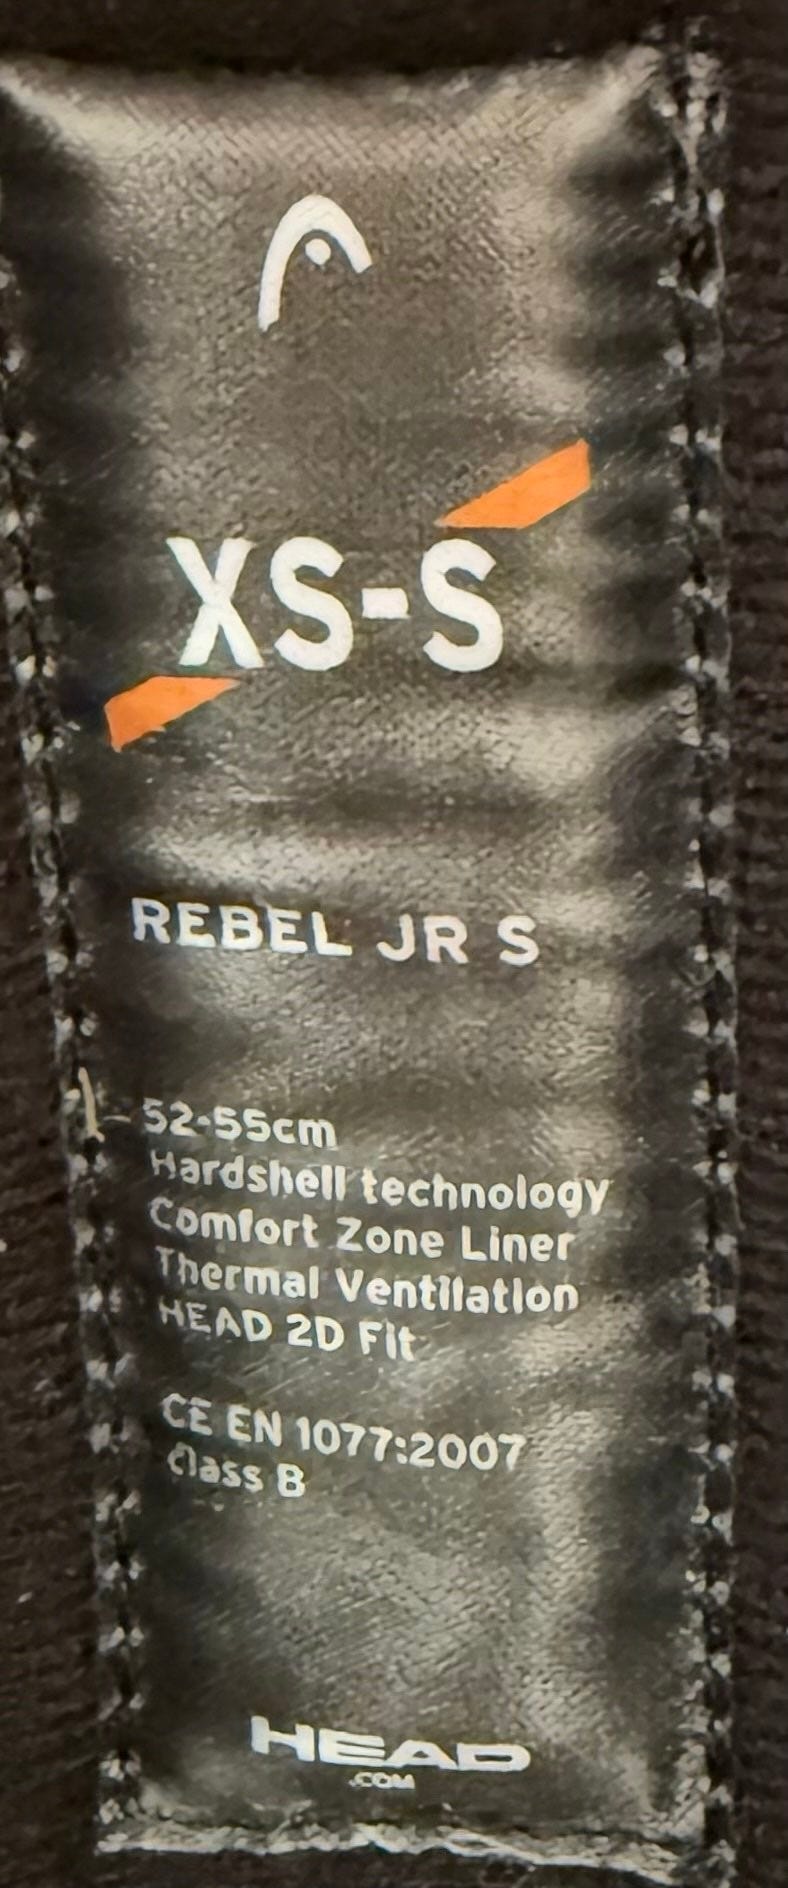 XS-S
REBEL JR S
52-55cm
Hardshell technology
Comfort Zone Liner
Thermal Ventilation
HEAD 2D Fit
CE EN 1077:2007
Class B
HEAD
.COM